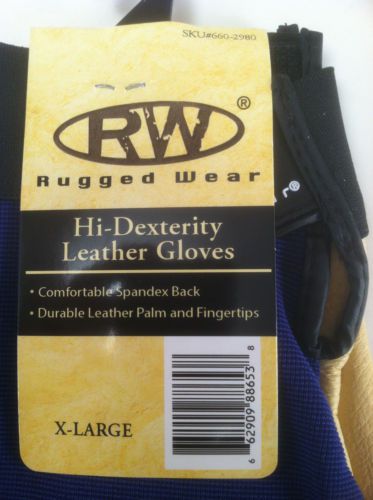 SKU#660-2980
RW®
Rugged Wear
Hi-Dexterity
Leather Gloves
• Comfortable Spandex Back
• Durable Leather Palm and Fingertips
X-LARGE
6 62909 88653 8
r®